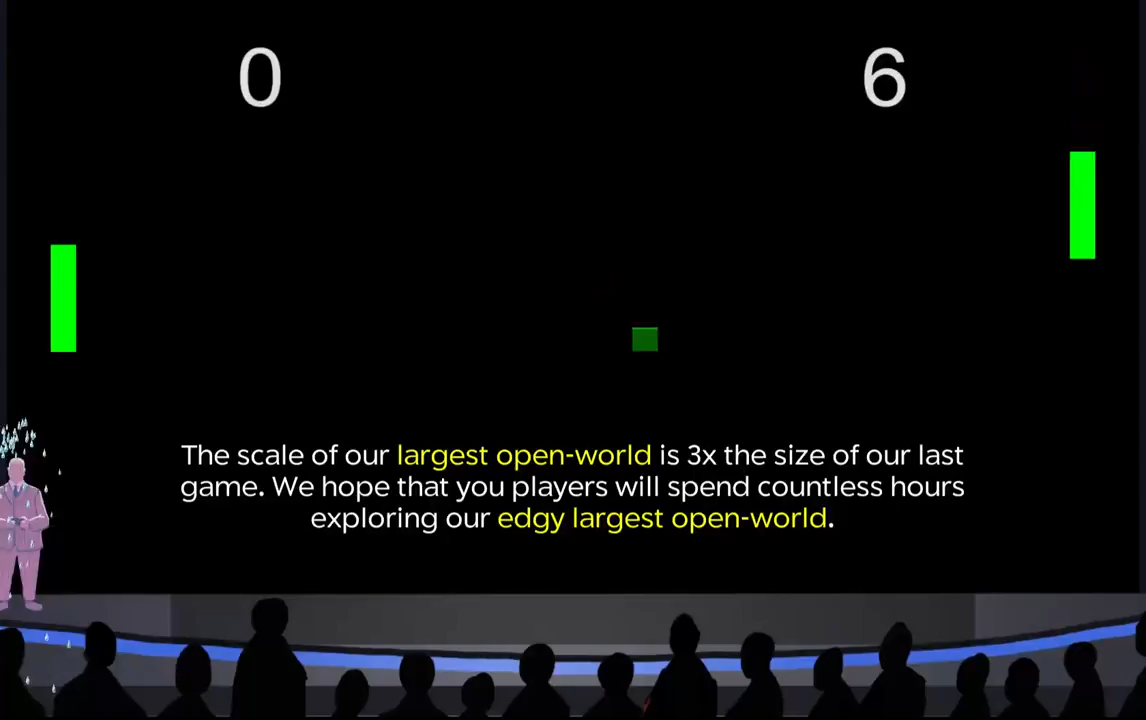 0 6
The scale of our largest open-world is 3x the size of our last
game. We hope that you players will spend countless hours
exploring our edgy largest open-world.